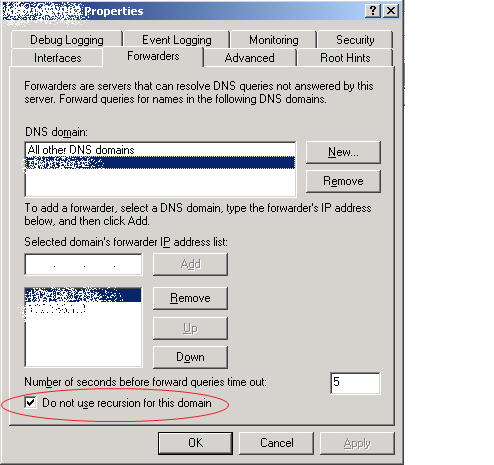 Properties
Debug Logging Event Logging Monitoring Security
Interfaces Forwarders Advanced Root Hints
Forwarders are servers that can resolve DNS queries not answered by this
server. Forward queries for names in the following DNS domains.
DNS domain:
All other DNS domains
New...
Remove
To add a forwarder, select a DNS domain, type the forwarder's IP address
below, and then click Add.
Selected domain's forwarder IP address list:
. . . Add
Remove
Up
Down
Number of seconds before forward queries time out: 5
Do not use recursion for this domain
OK Cancel Apply